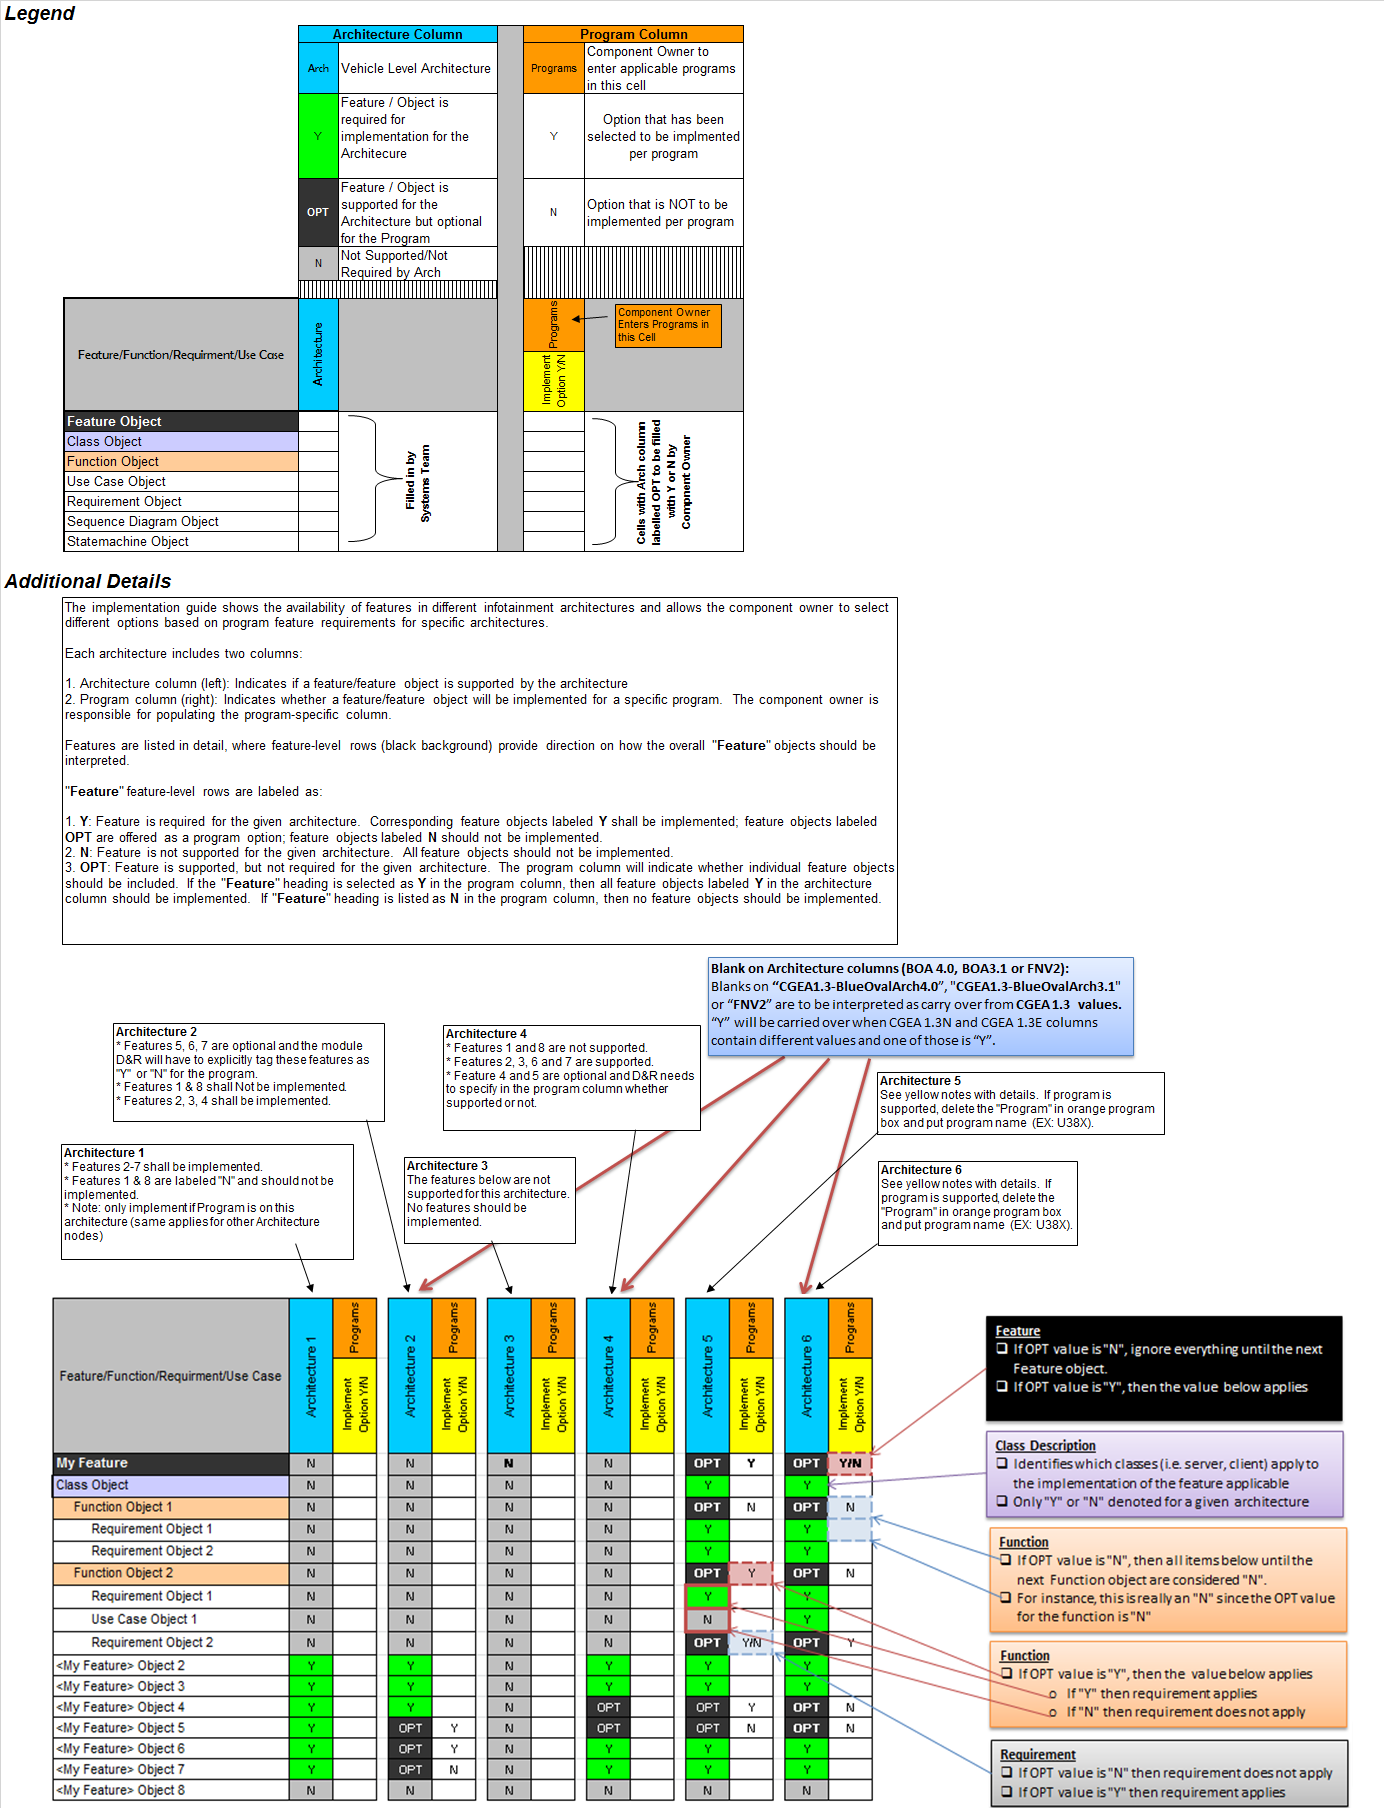 Legend
Architecture Column
Program Column
Arch
Vehicle Level Architecture
Programs
Component Owner to
enter applicable programs
in this cell
Y
Feature / Object is
required for
implementation for the
Architecure
Y
Option that has been
selected to be implmented
per program
OPT
Feature / Object is
supported for the
Architecture but optional
for the Program
N
Option that is NOT to be
implemented per program
N
Not Supported/Not
Required by Arch
Feature/Function/Requirment/Use Case
Architecture
Programs
Implement
Option Y/N
Component Owner
Enters Programs in
this Cell
Feature Object
Class Object
Function Object
Use Case Object
Requirement Object
Sequence Diagram Object
Statemachine Object
Filled in by
Systems Team
Cells with Arch column
labelled OPT to be filled
with Y or N by
Compnent Owner
Additional Details
The implementation guide shows the availability of features in different infotainment architectures and allows the component owner to select
different options based on program feature requirements for specific architectures.
Each architecture includes two columns:
1. Architecture column (left): Indicates if a feature/feature object is supported by the architecture
2. Program column (right): Indicates whether a feature/feature object will be implemented for a specific program. The component owner is
responsible for populating the program-specific column.
Features are listed in detail, where feature-level rows (black background) provide direction on how the overall "Feature" objects should be
interpreted.
"Feature" feature-level rows are labeled as:
1. Y: Feature is required for the given architecture. Corresponding feature objects labeled Y shall be implemented; feature objects labeled
OPT are offered as a program option; feature objects labeled N should not be implemented.
2. N: Feature is not supported for the given architecture. All feature objects should not be implemented.
3. OPT: Feature is supported, but not required for the given architecture. The program column will indicate whether individual feature objects
should be included. If the "Feature" heading is selected as Y in the program column, then all feature objects labeled Y in the architecture
column should be implemented. If "Feature" heading is listed as N in the program column, then no feature objects should be implemented.
Blank on Architecture columns (BOA 4.0, BOA3.1 or FNV2):
Blanks on “CGEA1.3-BlueOvalArch4.0”, "CGEA1.3-BlueOvalArch3.1"
or “FNV2” are to be interpreted as carry over from CGEA 1.3 values.
“Y” will be carried over when CGEA 1.3N and CGEA 1.3E columns
contain different values and one of those is “Y”.
Architecture 2
* Features 5, 6, 7 are optional and the module
D&R will have to explicitly tag these features as
"Y" or "N" for the program.
* Features 1 & 8 shall Not be implemented.
* Features 2, 3, 4 shall be implemented.
Architecture 4
* Features 1 and 8 are not supported.
* Features 2, 3, 6 and 7 are supported.
* Feature 4 and 5 are optional and D&R needs
to specify in the program column whether
supported or not.
Architecture 5
See yellow notes with details. If program is
supported, delete the "Program" in orange program
box and put program name (EX: U38X).
Architecture 1
* Features 2-7 shall be implemented.
* Features 1 & 8 are labeled "N" and should not be
implemented.
* Note: only implement if Program is on this
architecture (same applies for other Architecture
nodes)
Architecture 3
The features below are not
supported for this architecture.
No features should be
implemented.
Architecture 6
See yellow notes with details. If
program is supported, delete the
"Program" in orange program box
and put program name (EX: U38X).
Feature/Function/Requirment/Use Case
Architecture 1
Programs
Implement
Option Y/N
Architecture 2
Programs
Implement
Option Y/N
Architecture 3
Programs
Implement
Option Y/N
Architecture 4
Programs
Implement
Option Y/N
Architecture 5
Programs
Implement
Option Y/N
Architecture 6
Programs
Implement
Option Y/N
My Feature N N N N OPT Y OPT Y/N
Class Object N N N N Y Y
Function Object 1 N N N N OPT N OPT N
Requirement Object 1 N N N N Y Y
Requirement Object 2 N N N N Y Y
Function Object 2 N N N N OPT Y OPT N
Requirement Object 1 N N N N Y Y
Use Case Object 1 N N N N N Y
Requirement Object 2 N N N N OPT Y/N OPT Y
<My Feature> Object 2 Y Y N Y Y Y
<My Feature> Object 3 Y Y N Y Y Y
<My Feature> Object 4 Y Y N OPT OPT Y OPT N
<My Feature> Object 5 Y OPT Y N OPT OPT N OPT N
<My Feature> Object 6 Y OPT Y N Y Y Y
<My Feature> Object 7 Y OPT N N Y Y Y
<My Feature> Object 8 N N N N N N
Feature
❑ If OPT value is "N", ignore everything until the next
Feature object.
❑ If OPT value is "Y", then the value below applies
Class Description
❑ Identifies which classes (i.e. server, client) apply to
the implementation of the feature applicable
❑ Only "Y" or "N" denoted for a given architecture
Function
❑ If OPT value is "N", then all items below until the
next Function object are considered "N".
❑ For instance, this is really an "N" since the OPT value
for the function is "N"
Function
❑ If OPT value is "Y", then the value below applies
o If "Y" then requirement applies
o If "N" then requirement does not apply
Requirement
❑ If OPT value is "N" then requirement does not apply
❑ If OPT value is "Y" then requirement applies